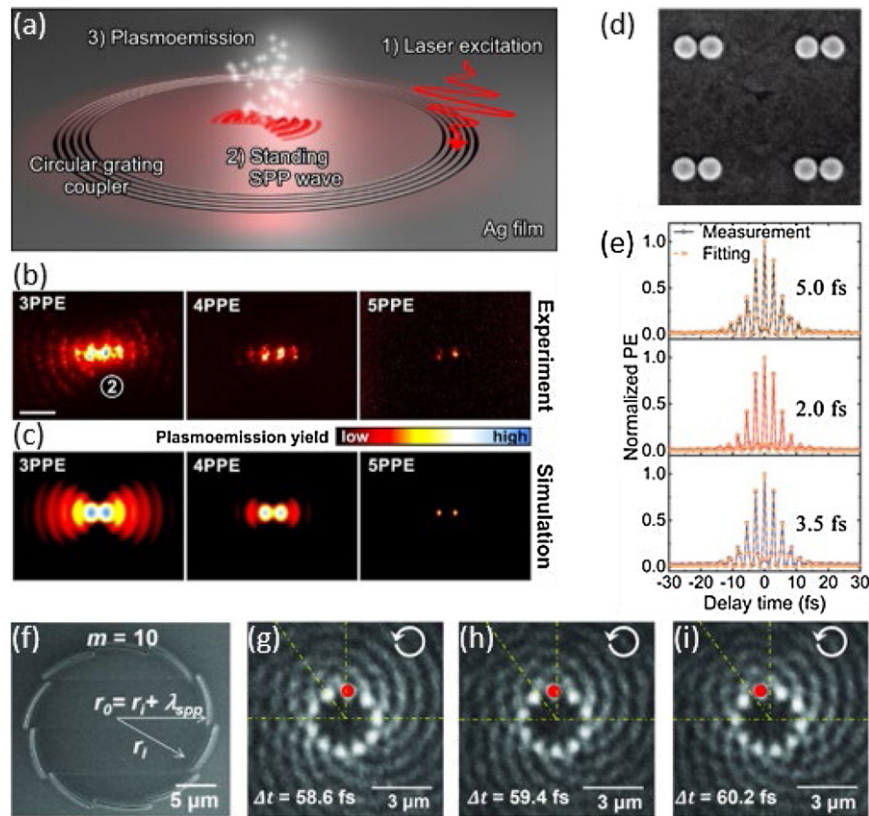 (a)
3) Plasmoemission
1) Laser excitation
Circular grating
coupler
2) Standing
SPP wave
Ag film
(b)
3PPE
4PPE
5PPE
Experiment
2
(c)
Plasmoemission yield
low
high
3PPE
4PPE
5PPE
Simulation
(d)
(e)
Measurement
Fitting
1.0
0.5
0.0
5.0 fs
1.0
0.5
0.0
2.0 fs
1.0
0.5
0.0
3.5 fs
Normalized PE
-30 -20 -10 0 10 20 30
Delay time (fs)
(f)
m = 10
r₀= rᵢ + λspp
rᵢ
5 μm
(g)
Δt = 58.6 fs
3 μm
(h)
Δt = 59.4 fs
3 μm
(i)
Δt = 60.2 fs
3 μm